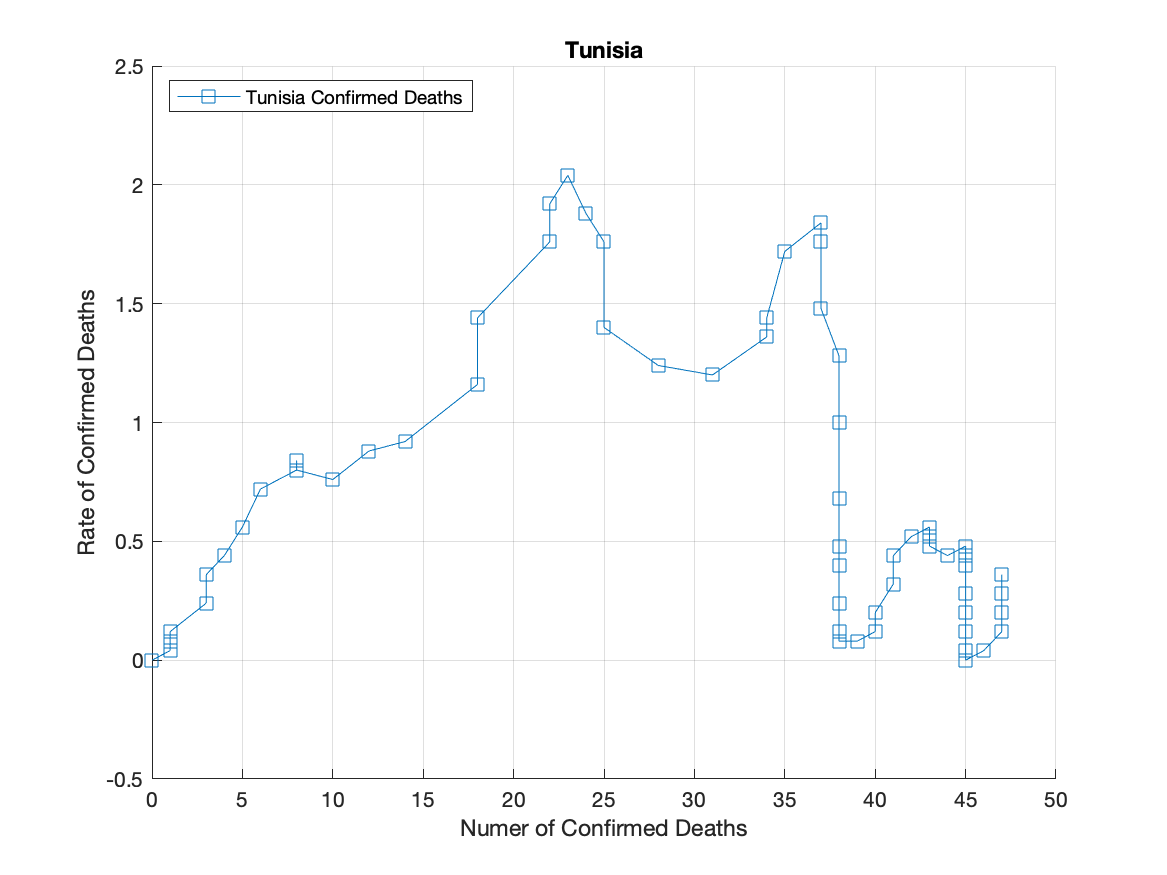 Tunisia
Tunisia Confirmed Deaths
Rate of Confirmed Deaths
2.5
2
1.5
1
0.5
0
-0.5
0 5 10 15 20 25 30 35 40 45 50
Numer of Confirmed Deaths